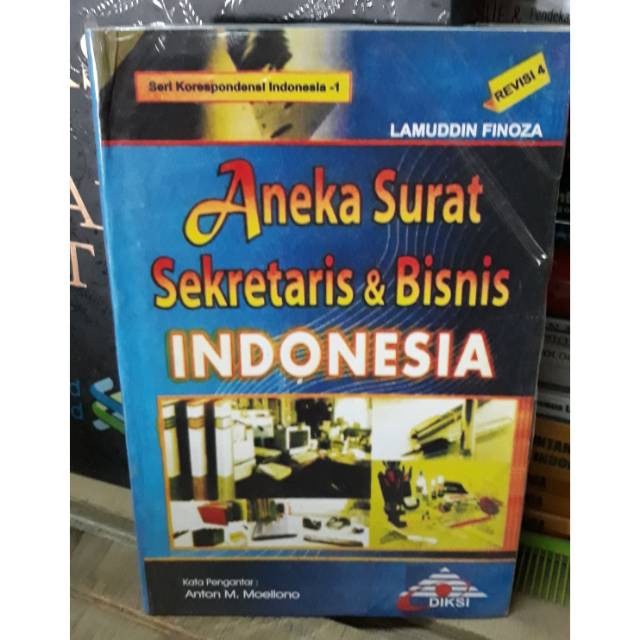 Seri Korespondensi Indonesia -1
REVISI 4
LAMUDDIN FINOZA
Aneka Surat
Sekretaris & Bisnis
INDONESIA
Kata Pengantar :
Anton M. Moeliono
DIKSI